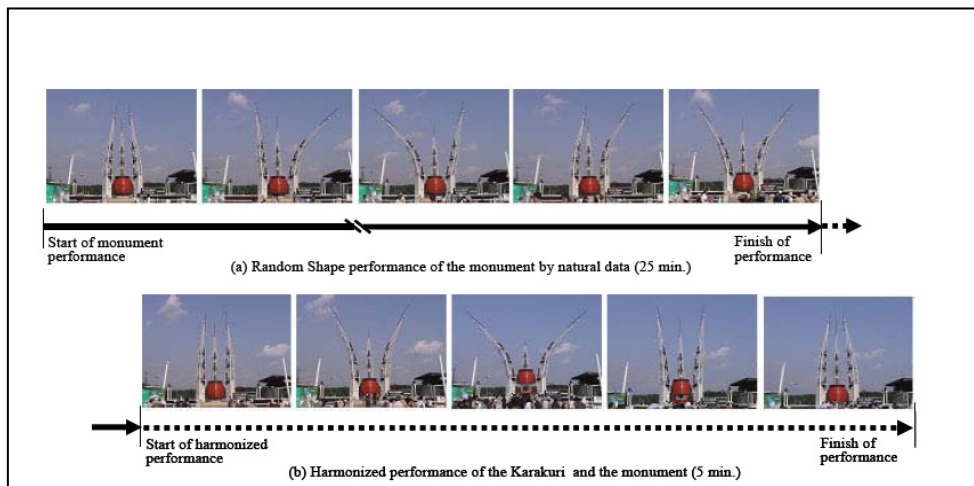 Start of monument
performance
Finish of
performance
(a) Random Shape performance of the monument by natural data (25 min.)
Start of harmonized
performance
Finish of
performance
(b) Harmonized performance of the Karakuri and the monument (5 min.)